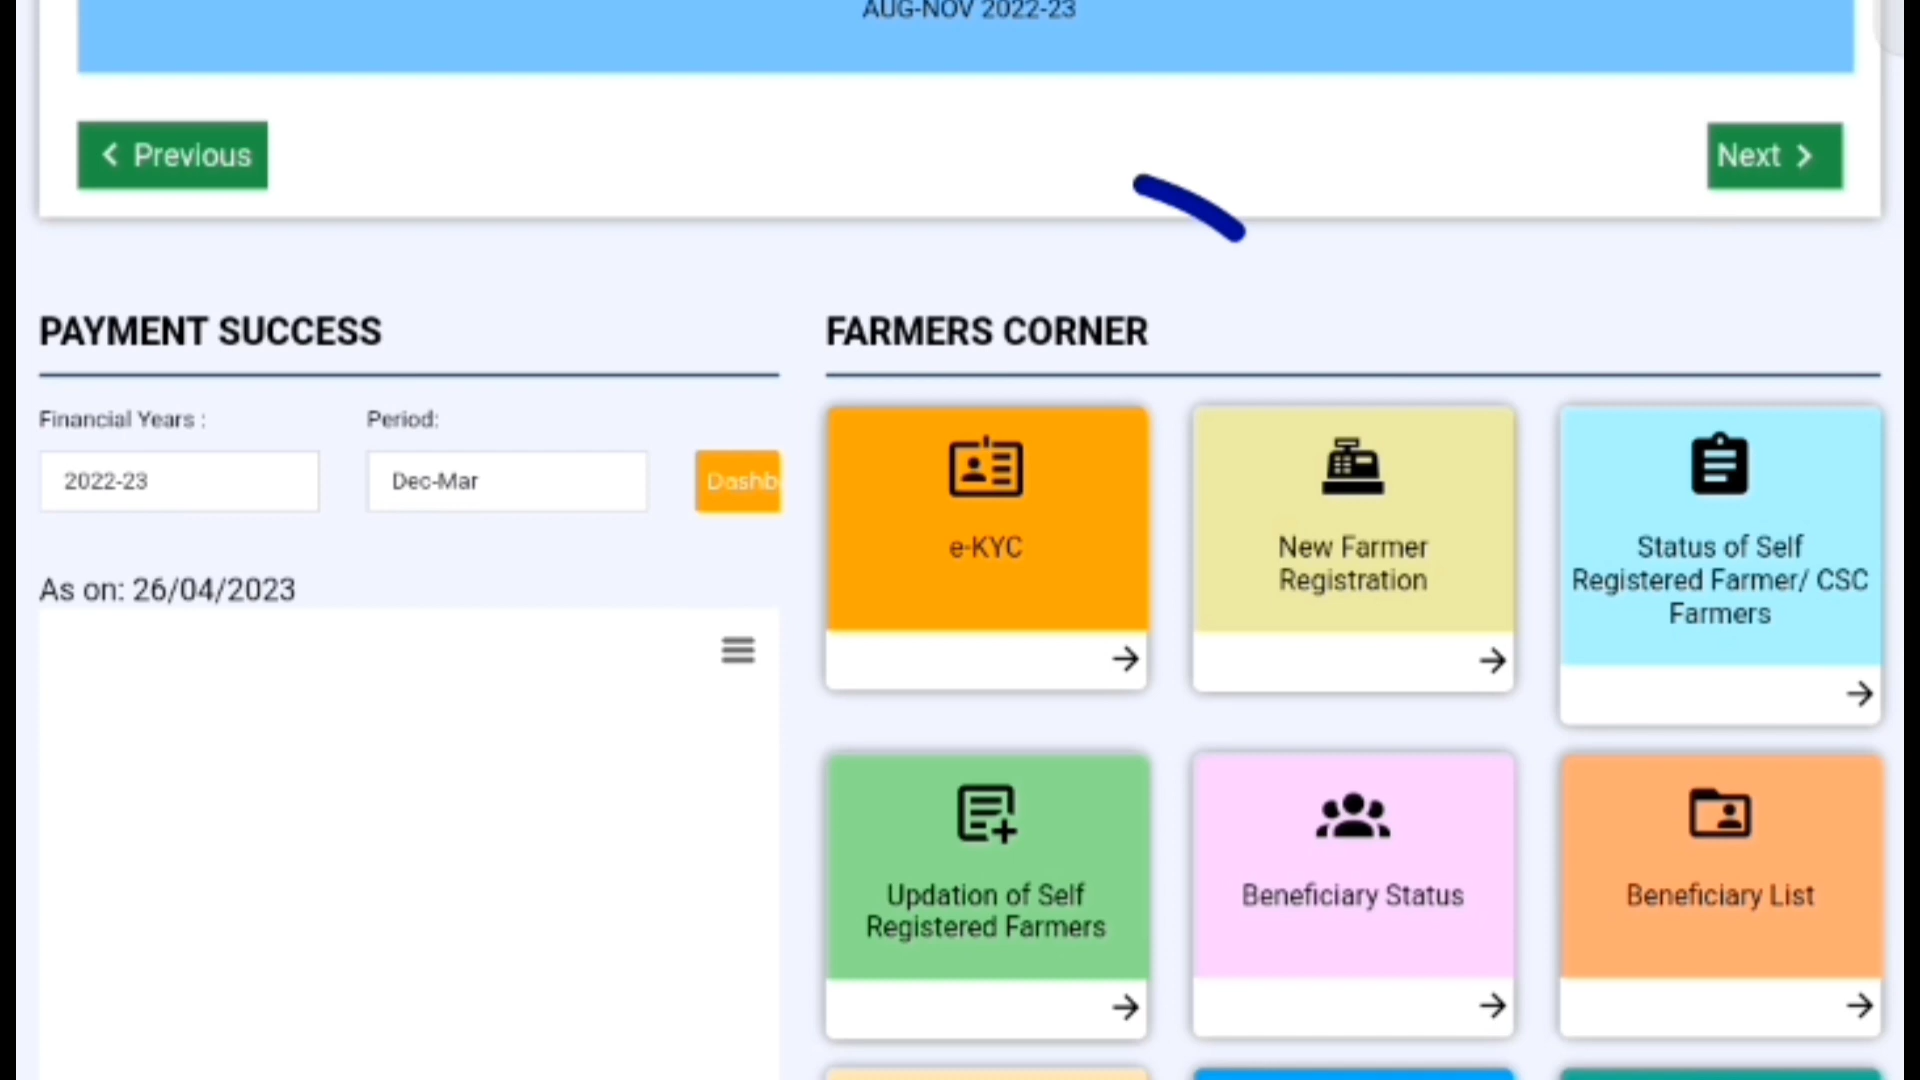 AUG-NOV 2022-23
Previous
Next
PAYMENT SUCCESS
Financial Years :
Period:
2022-23
Dec-Mar
Dashb
As on: 26/04/2023
FARMERS CORNER
e-KYC
New Farmer
Registration
Status of Self
Registered Farmer/ CSC
Farmers
Updation of Self
Registered Farmers
Beneficiary Status
Beneficiary List